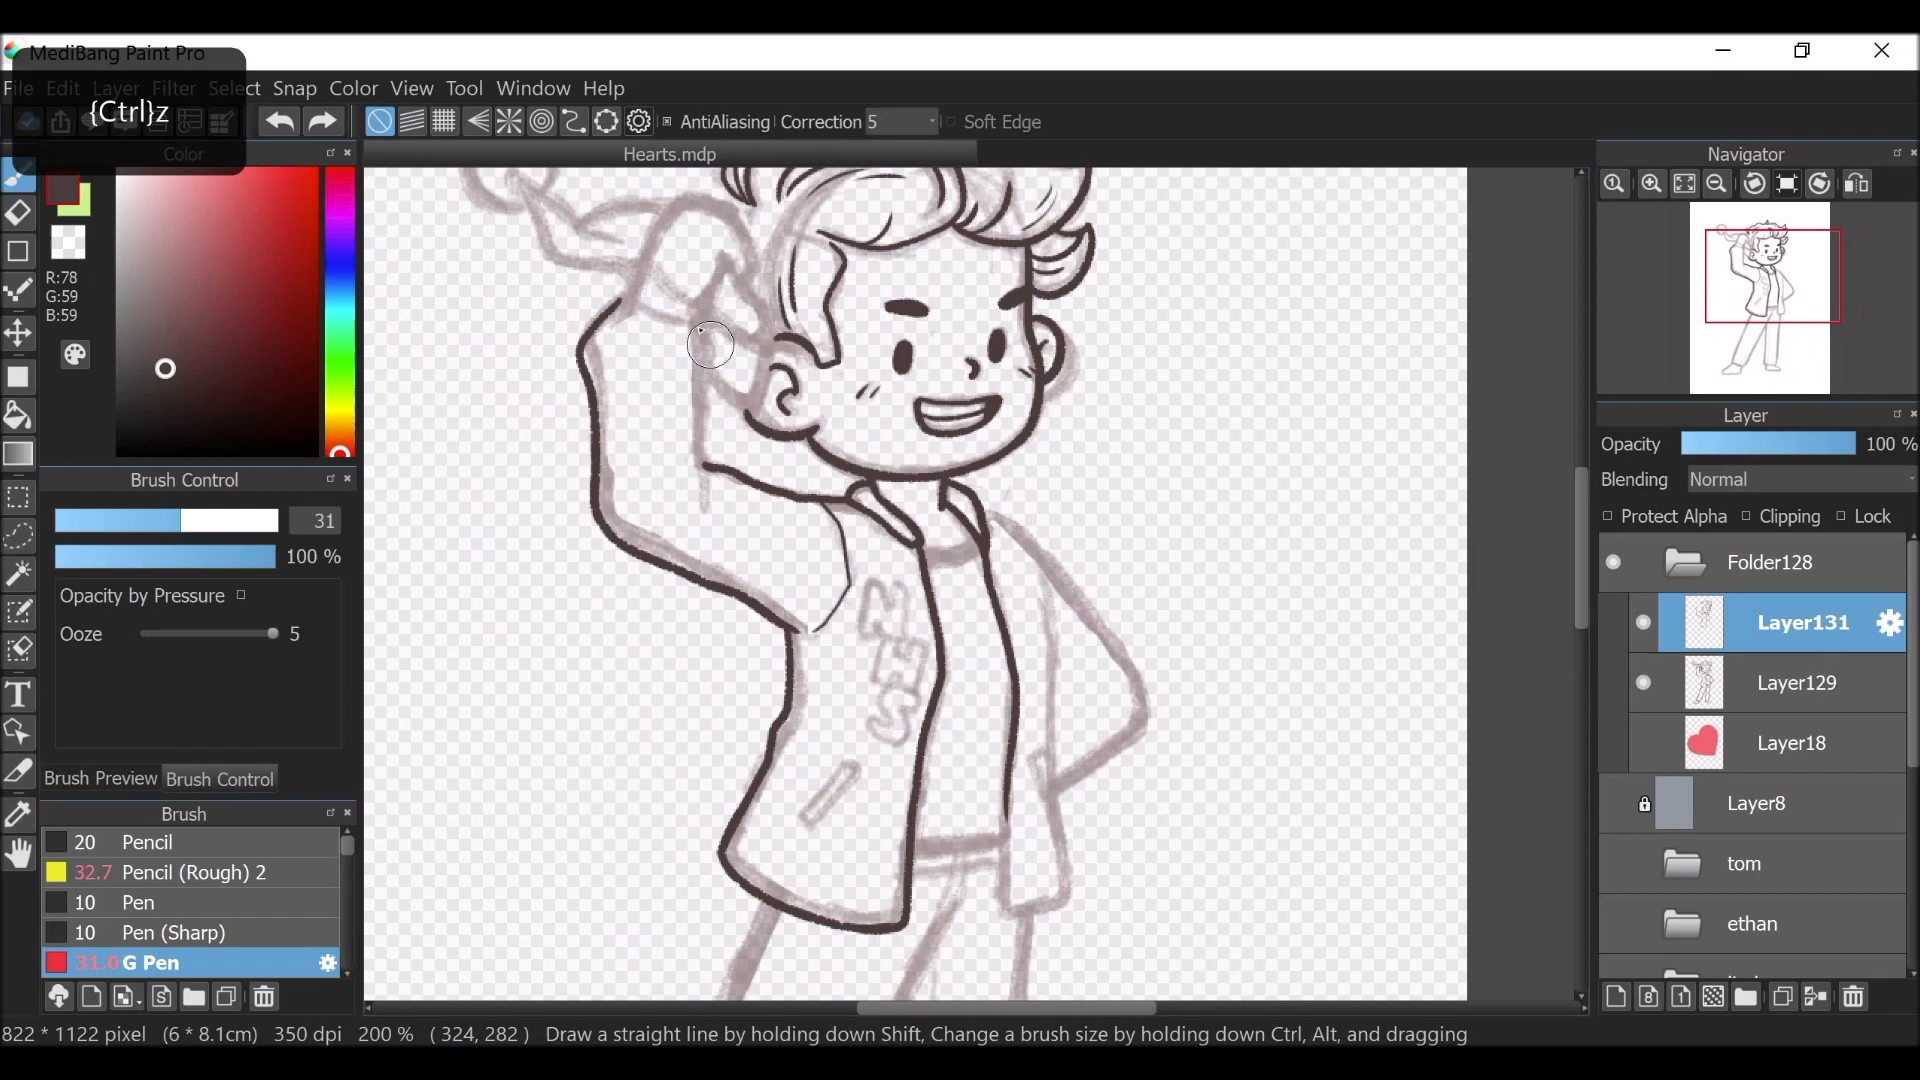 MediBang Paint Pro
File Edit Layer Filter Select Snap Color View Tool Window Help
{Ctrl}z
AntiAliasing Correction 5 Soft Edge
Color
Hearts.mdp
Navigator
R:78
G:59
B:59
Layer
Opacity 100 %
Brush Control
Blending Normal
31
Protect Alpha Clipping Lock
100 %
Folder128
Opacity by Pressure
Layer131
Ooze 5
Layer129
Layer18
Brush Preview Brush Control
Layer8
Brush
20 Pencil
tom
32.7 Pencil (Rough) 2
10 Pen
ethan
10 Pen (Sharp)
31.0 G Pen
822 * 1122 pixel (6 * 8.1cm) 350 dpi 200 % ( 324, 282 ) Draw a straight line by holding down Shift, Change a brush size by holding down Ctrl, Alt, and dragging